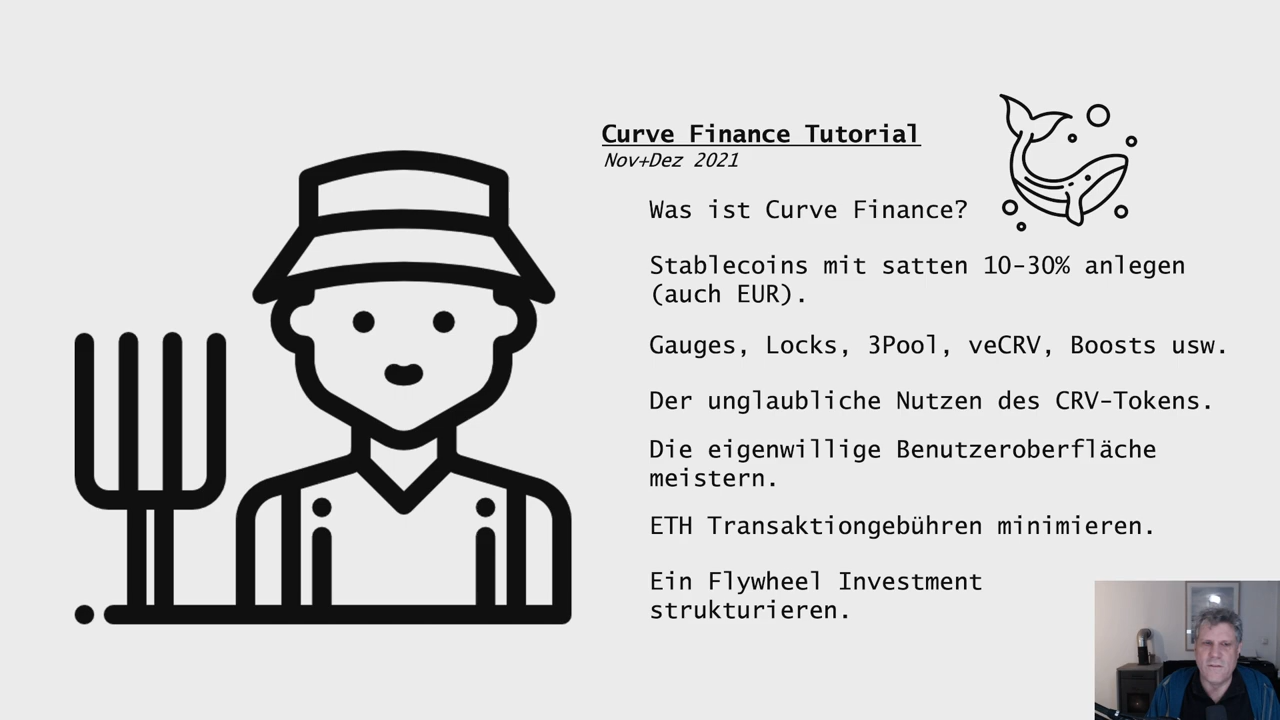 Curve Finance Tutorial
Nov+Dez 2021
Was ist Curve Finance?
Stablecoins mit satten 10-30% anlegen
(auch EUR).
Gauges, Locks, 3Pool, veCRV, Boosts usw.
Der unglaubliche Nutzen des CRV-Tokens.
Die eigenwillige Benutzeroberfläche
meistern.
ETH Transaktiongebühren minimieren.
Ein Flywheel Investment
strukturieren.